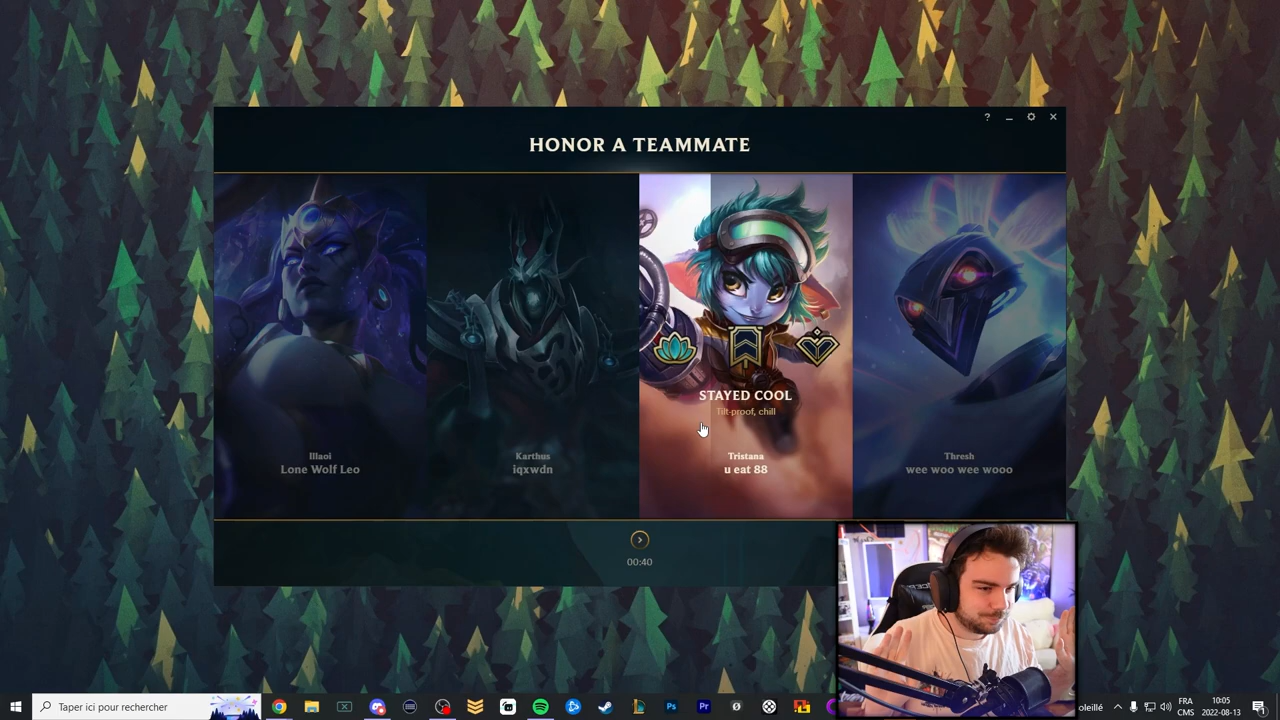 HONOR A TEAMMATE
STAYED COOL
Tilt-proof, chill
Illaoi
Lone Wolf Leo
Karthus
iqxwdn
Tristana
u eat 88
Thresh
wee woo wee wooo
00:40
Taper ici pour rechercher
oleillé
FRA
CMS
10:05
2022-08-13